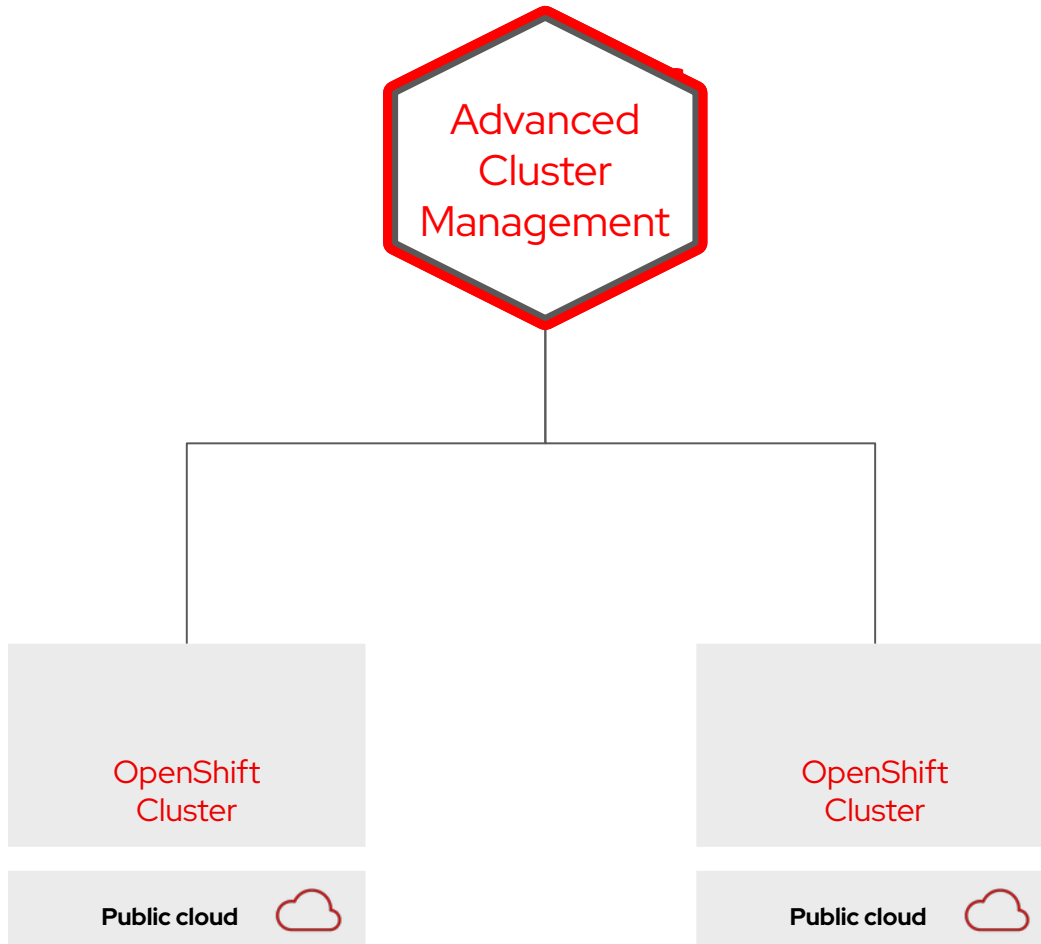 Advanced
Cluster
Management
OpenShift
Cluster
OpenShift
Cluster
Public cloud
Public cloud